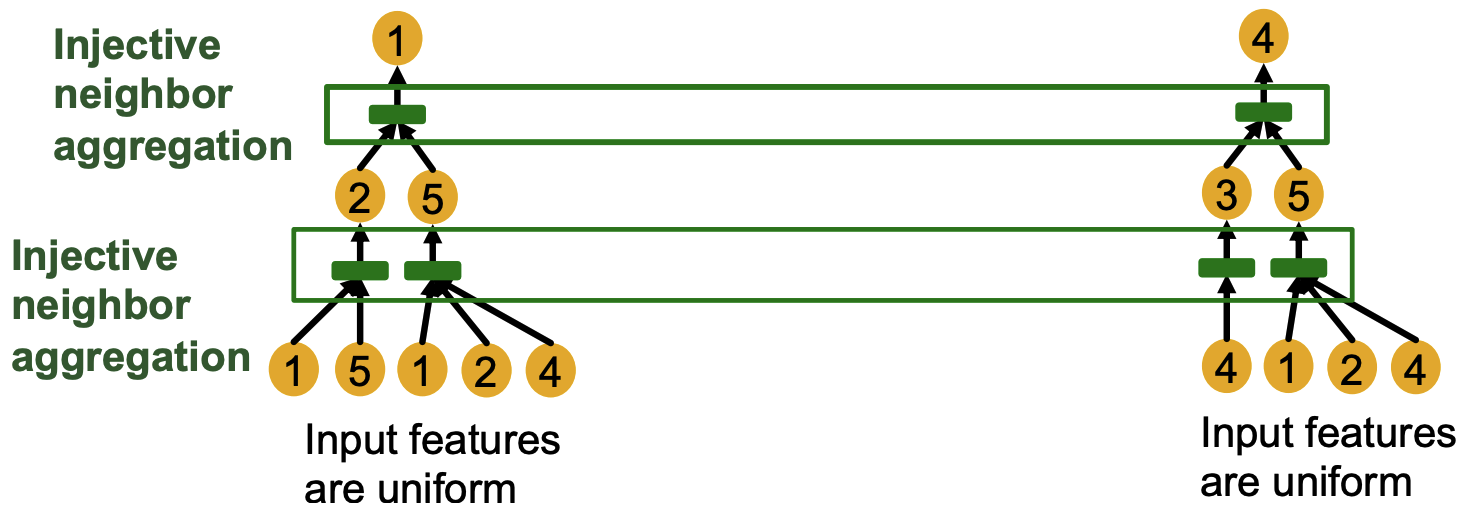 Injective
neighbor
aggregation
1
4
2 5
3 5
Injective
neighbor
aggregation
1 5 1 2 4
4 1 2 4
Input features
are uniform
Input features
are uniform